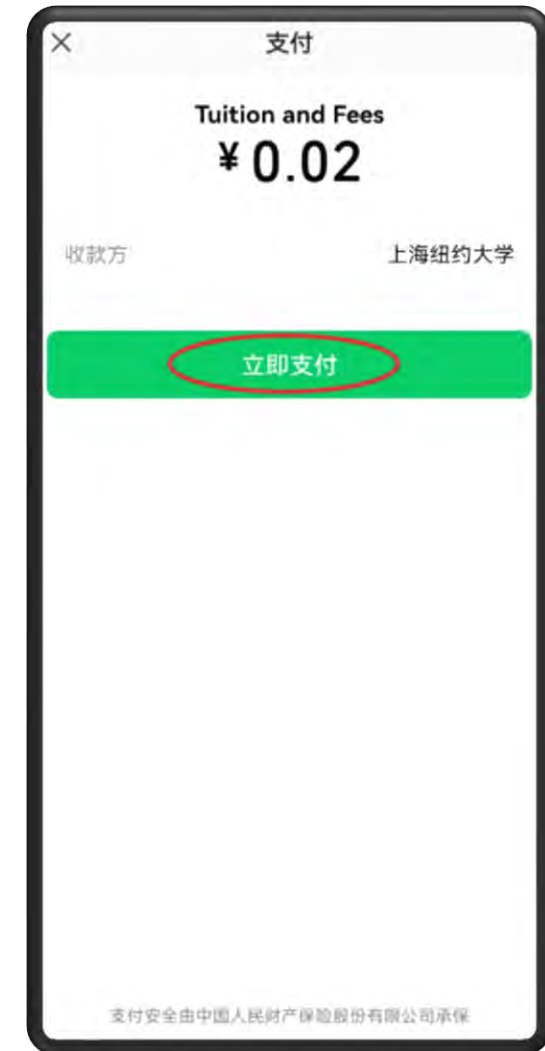 支付
Tuition and Fees
¥ 0.02
收款方 上海纽约大学
立即支付
支付安全由中国人民财产保险股份有限公司承保